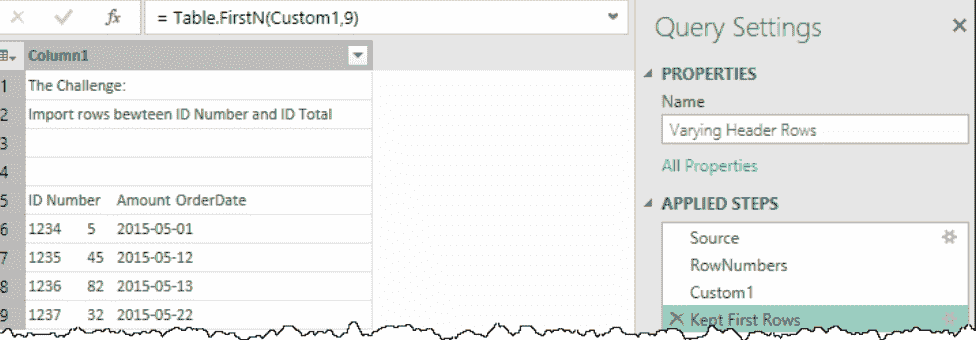 = Table.FirstN(Custom1,9)
Column1
1 The Challenge:
2 Import rows bewteen ID Number and ID Total
3
4
5 ID Number Amount OrderDate
6 1234 5 2015-05-01
7 1235 45 2015-05-12
8 1236 82 2015-05-13
9 1237 32 2015-05-22
Query Settings
PROPERTIES
Name
Varying Header Rows
All Properties
APPLIED STEPS
Source
RowNumbers
Custom1
Kept First Rows